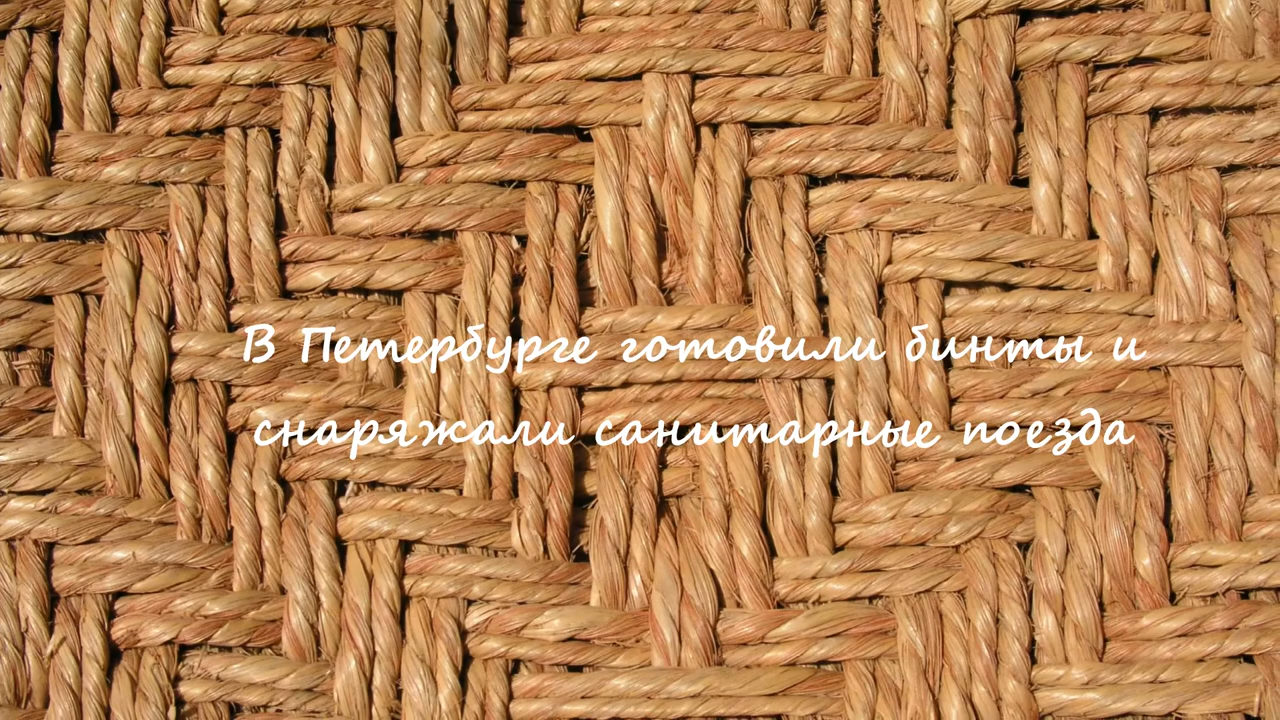 В Петербурге готовили бинты и
снаряжали санитарные поезда